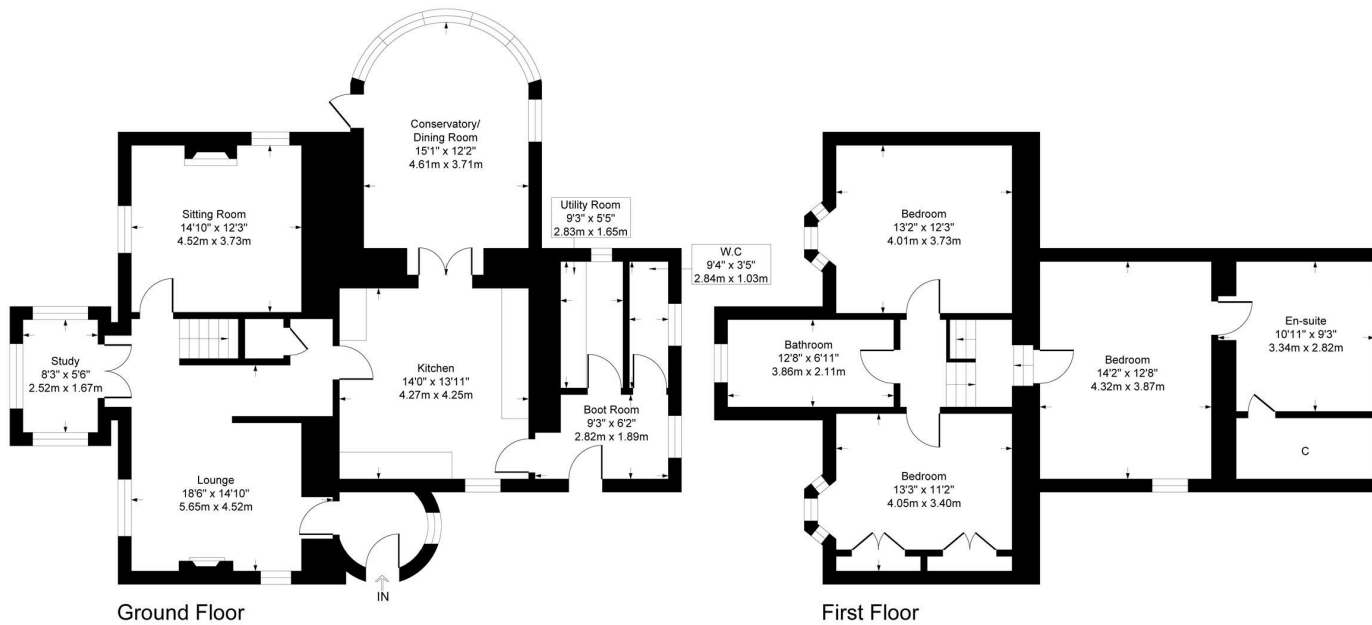 Conservatory/
Dining Room
15'1" x 12'2"
4.61m x 3.71m
Utility Room
9'3" x 5'5"
2.83m x 1.65m
W.C
9'4" x 3'5"
2.84m x 1.03m
Sitting Room
14'10" x 12'3"
4.52m x 3.73m
Study
8'3" x 5'6"
2.52m x 1.67m
Kitchen
14'0" x 13'11"
4.27m x 4.25m
Boot Room
9'3" x 6'2"
2.82m x 1.89m
Lounge
18'6" x 14'10"
5.65m x 4.52m
IN
Ground Floor
Bedroom
13'2" x 12'3"
4.01m x 3.73m
Bathroom
12'8" x 6'11"
3.86m x 2.11m
Bedroom
14'2" x 12'8"
4.32m x 3.87m
En-suite
10'11" x 9'3"
3.34m x 2.82m
C
Bedroom
13'3" x 11'2"
4.05m x 3.40m
First Floor